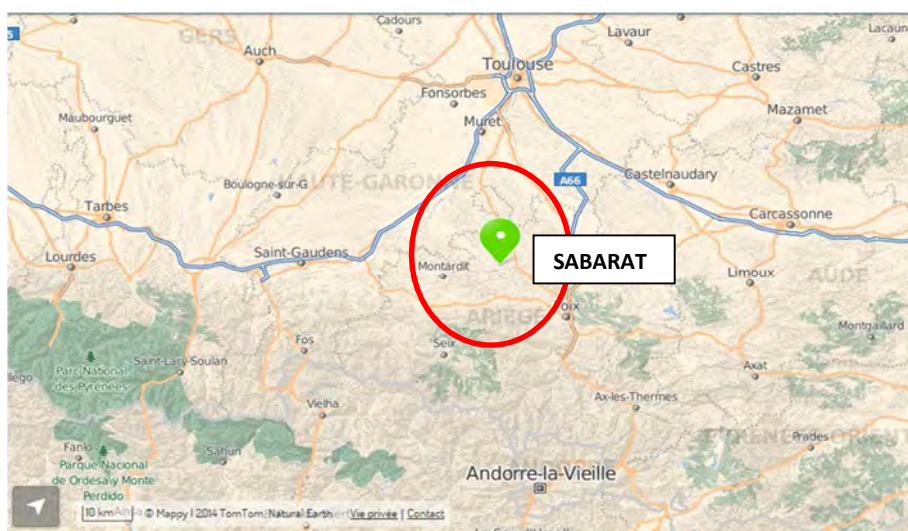 Cadours
Lavaur
Lacaun
GERS
Auch
Toulouse
Castres
Fonsorbes
Mazamet
Maubourguet
Muret
Boulogne-sur-G
HAUTE-GARONNE
A66
Castelnaudary
Tarbes
Carcassonne
Lourdes
Saint-Gaudens
SABARAT
Montardit
Limoux
AUDE
ARIEGE
oix
Montgaillard
Fos
Seix
Saint-Lary-Soulan
Parc National
des Pyrénées
llego
Axat
Vielha
Ax-les-Thermes
Fanlo
Sahun
Prades
Parque Nacional
de Ordesa y Monte
Perdido
Andorre-la-Vieille
10 km
© Mappy | 2014 TomTom, Natural Earth
Vie privée | Contact